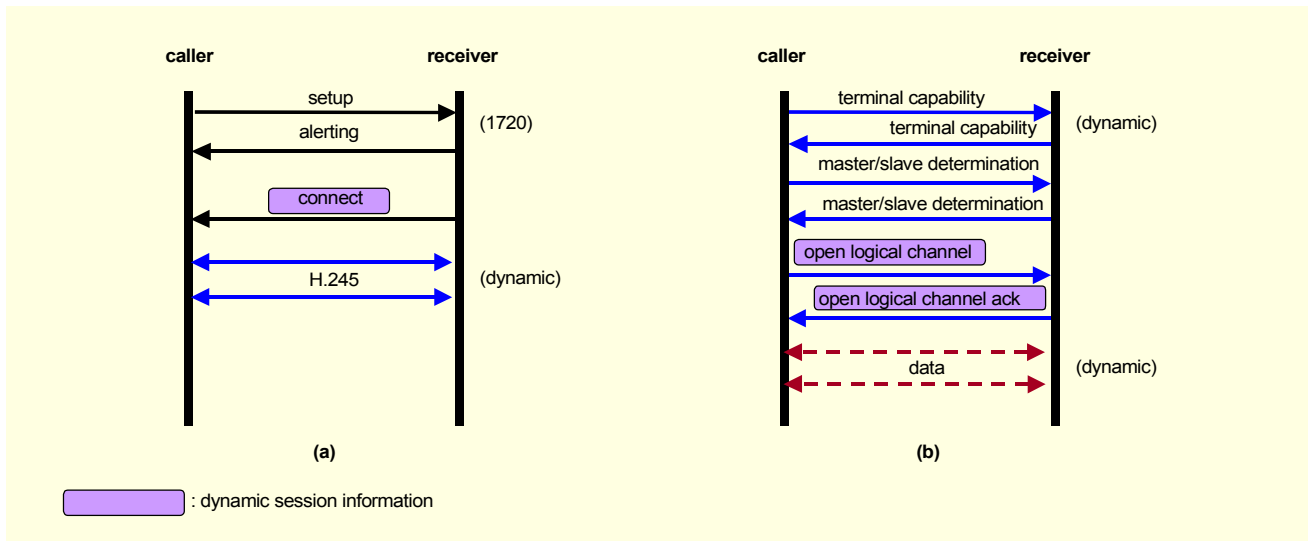 caller
receiver
setup
(1720)
alerting
connect
H.245
(dynamic)
(a)
caller
receiver
terminal capability
(dynamic)
terminal capability
master/slave determination
master/slave determination
open logical channel
open logical channel ack
data
(dynamic)
(b)
: dynamic session information